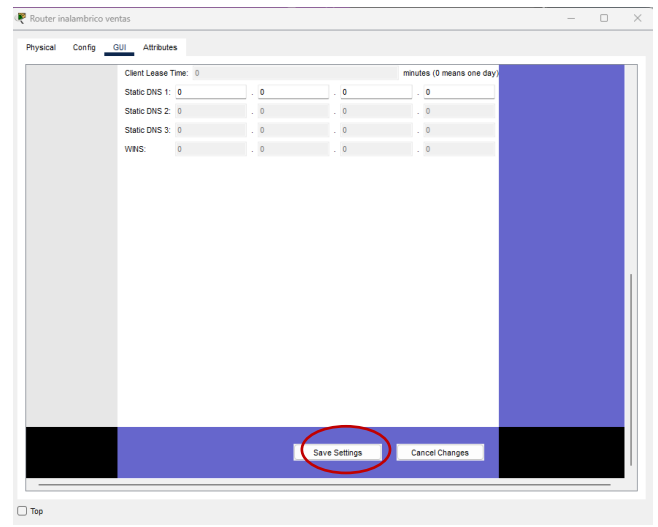 Router inalambrico ventas
Physical Config GUI Attributes
Client Lease Time: 0 minutes (0 means one day)
Static DNS 1: 0 . 0 . 0 . 0
Static DNS 2: 0 . 0 . 0 . 0
Static DNS 3: 0 . 0 . 0 . 0
WINS: 0 . 0 . 0 . 0
Save Settings Cancel Changes
Top